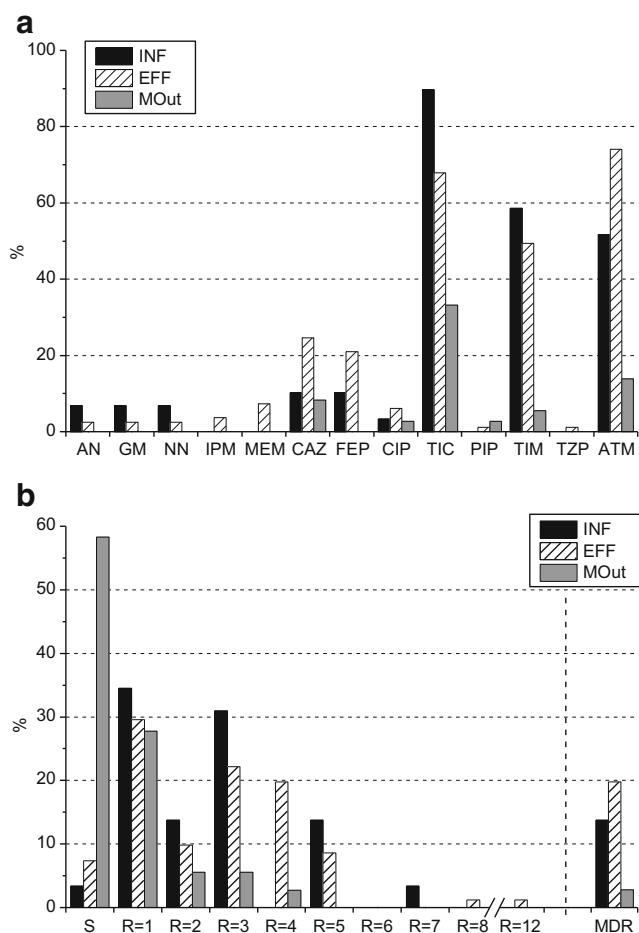 a
100
80
60
40
20
0
%
INF
EFF
MOut
AN GM NN IPM MEM CAZ FEP CIP TIC PIP TIM TZP ATM
b
60
50
40
30
20
10
0
%
INF
EFF
MOut
S R=1 R=2 R=3 R=4 R=5 R=6 R=7 R=8 R=12 MDR